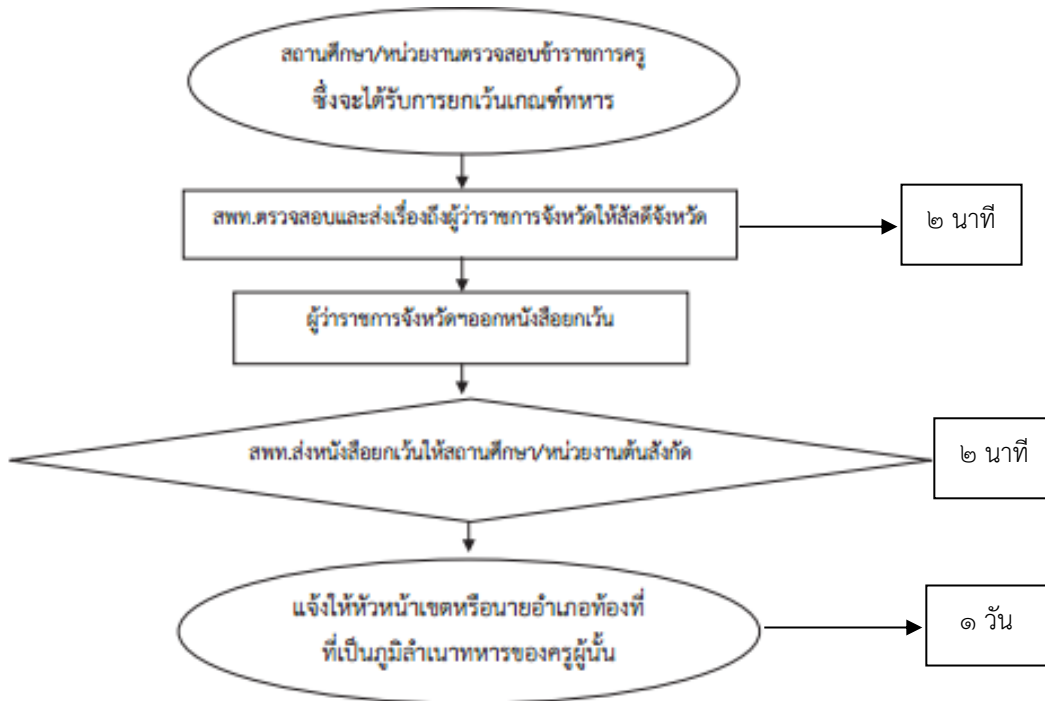 สถานศึกษา/หน่วยงานตรวจสอบข้าราชการครู
ซึ่งจะได้รับการยกเว้นเกณฑ์ทหาร
สพท.ตรวจสอบและส่งเรื่องถึงผู้ว่าราชการจังหวัดให้สัสดีจังหวัด
๒ นาที
ผู้ว่าราชการจังหวัดฯออกหนังสือยกเว้น
สพท.ส่งหนังสือยกเว้นให้สถานศึกษา/หน่วยงานต้นสังกัด
๒ นาที
แจ้งให้หัวหน้าเขตหรือนายอำเภอท้องที่
ที่เป็นภูมิลำเนาทหารของครูผู้นั้น
๑ วัน